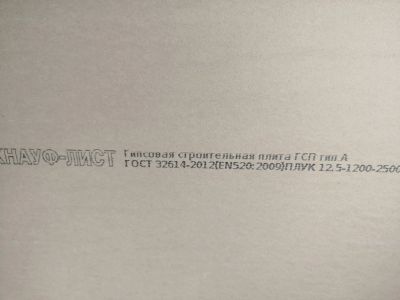 КНАУФ-ЛИСТ
Гипсовая строительная плита ГСП тип А
ГОСТ 32614-2012(EN520:2009)ПЛУК 12,5-1200-2500